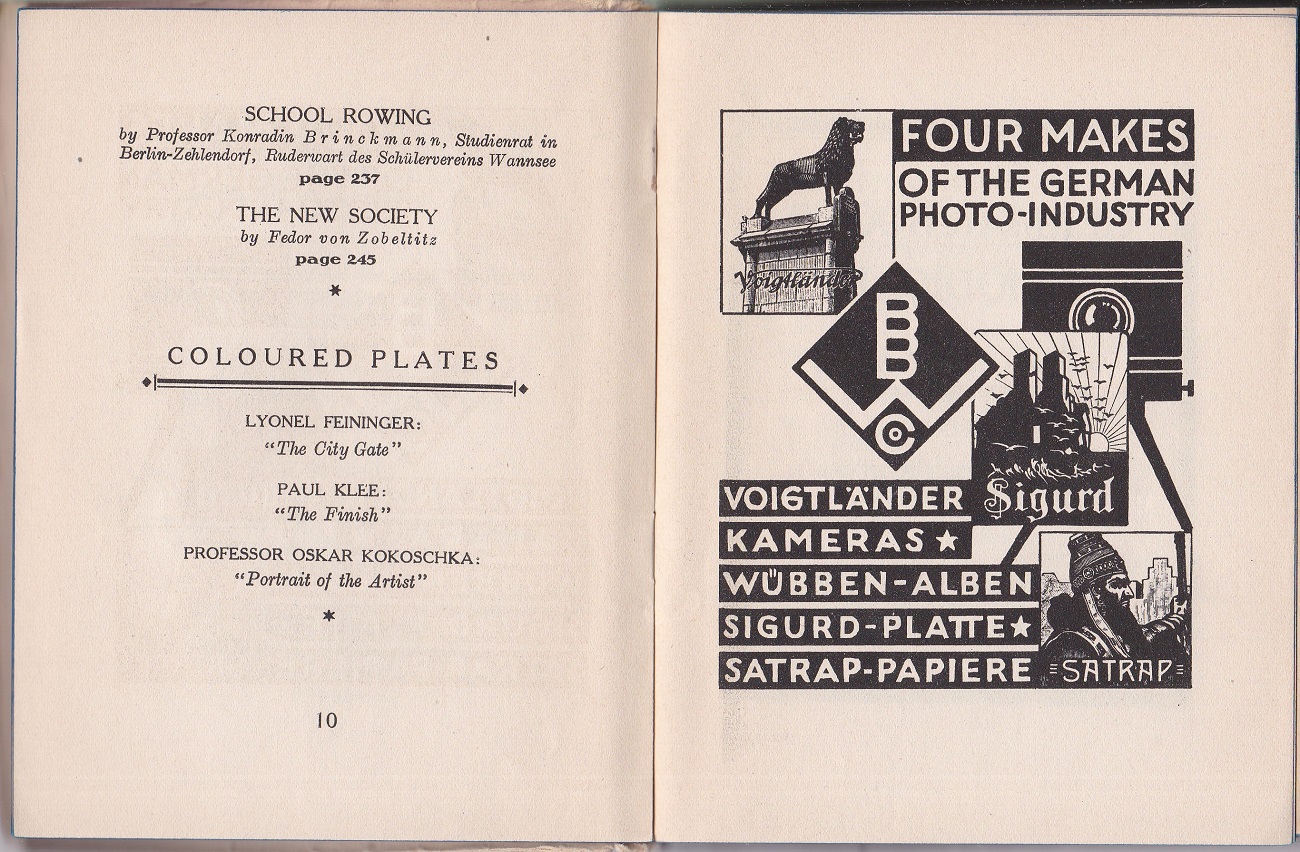 SCHOOL ROWING
by Professor Konradin Brinckmann, Studienrat in
Berlin-Zehlendorf, Ruderwart des Schülervereins Wannsee
page 237
THE NEW SOCIETY
by Fedor von Zobeltitz
page 245
*
COLOURED PLATES
LYONEL FEININGER:
“The City Gate”
PAUL KLEE:
“The Finish”
PROFESSOR OSKAR KOKOSCHKA:
“Portrait of the Artist”
*
10
FOUR MAKES
OF THE GERMAN
PHOTO-INDUSTRY
Voigtländer
BBB
W
Co
Sigurd
VOIGTLÄNDER
KAMERAS ★
WÜBBEN-ALBEN
SIGURD-PLATTE★
SATRAP-PAPIERE
=SATRAP=